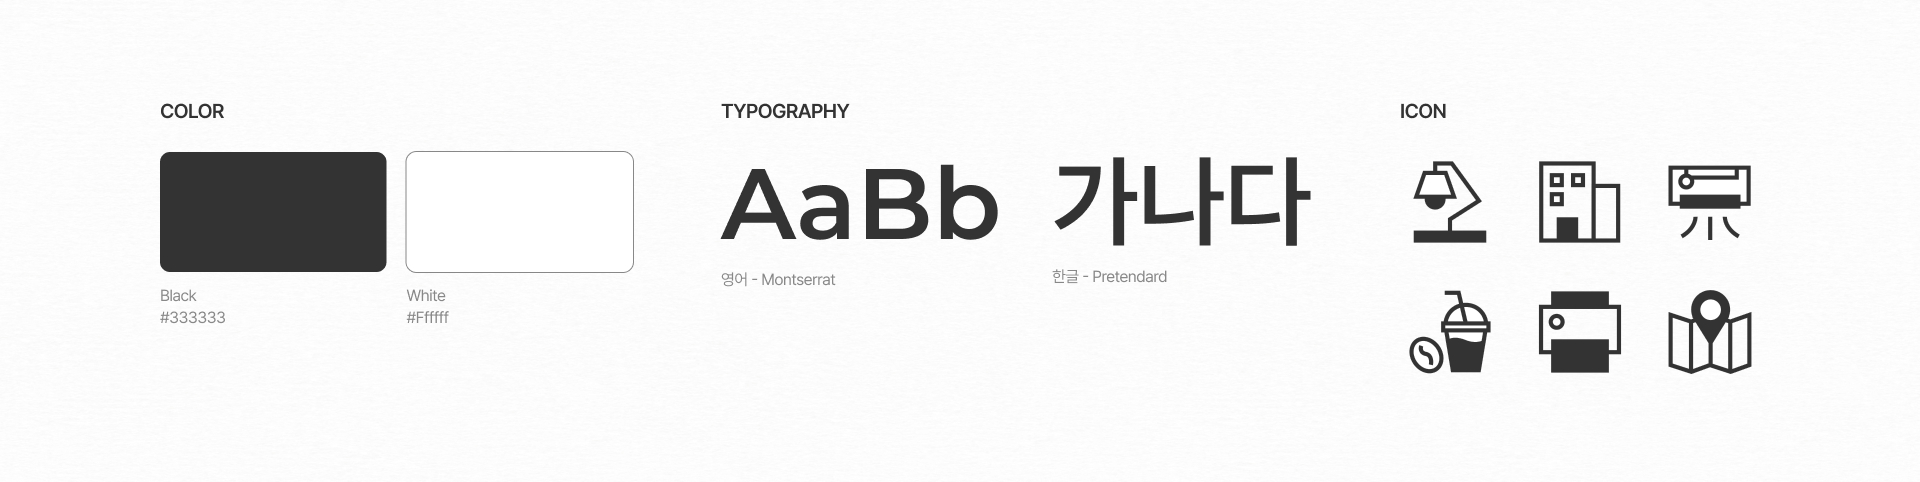 COLOR
Black
#333333
White
#Ffffff
TYPOGRAPHY
AaBb
영어 - Montserrat
가나다
한글 - Pretendard
ICON